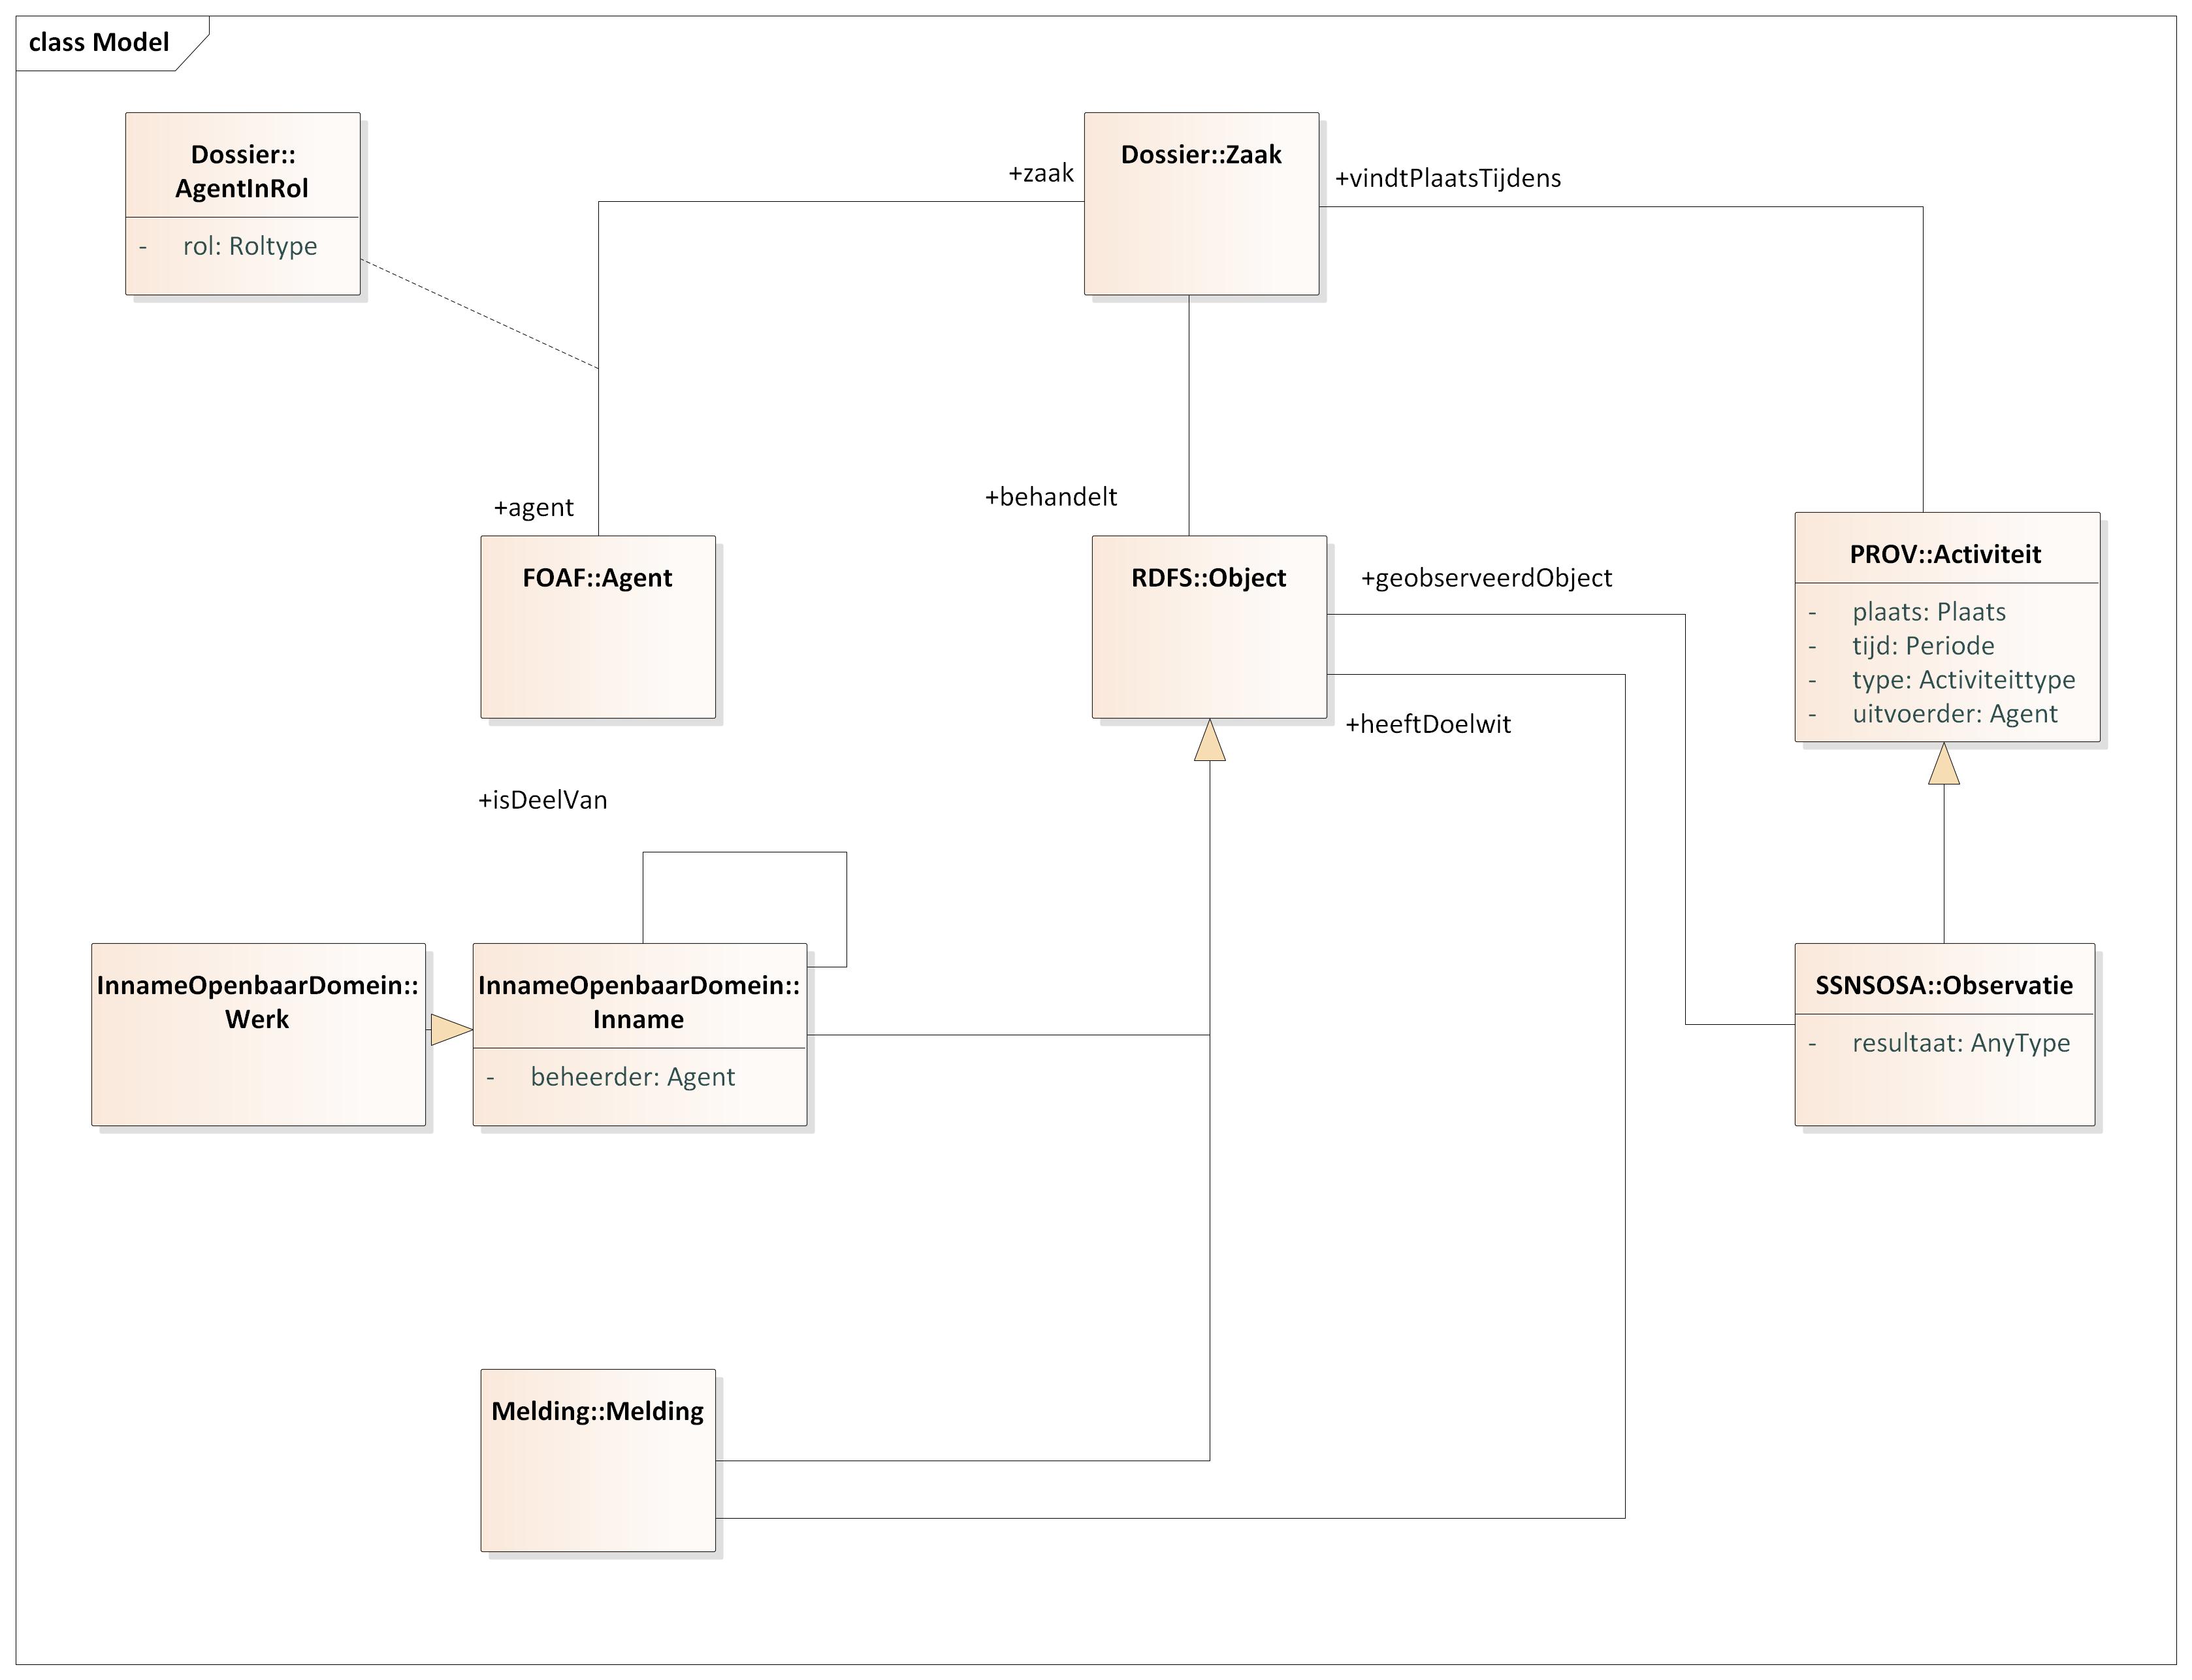 class Model
Dossier::
AgentInRol
- rol: Roltype
Dossier::Zaak
+zaak
+vindtPlaatsTijdens
+agent
+behandelt
FOAF::Agent
RDFS::Object
+geobserveerdObject
+heeftDoelwit
PROV::Activiteit
- plaats: Plaats
- tijd: Periode
- type: Activiteittype
- uitvoerder: Agent
+isDeelVan
InnameOpenbaarDomein::
Werk
InnameOpenbaarDomein::
Inname
- beheerder: Agent
SSNSOSA::Observatie
- resultaat: AnyType
Melding::Melding